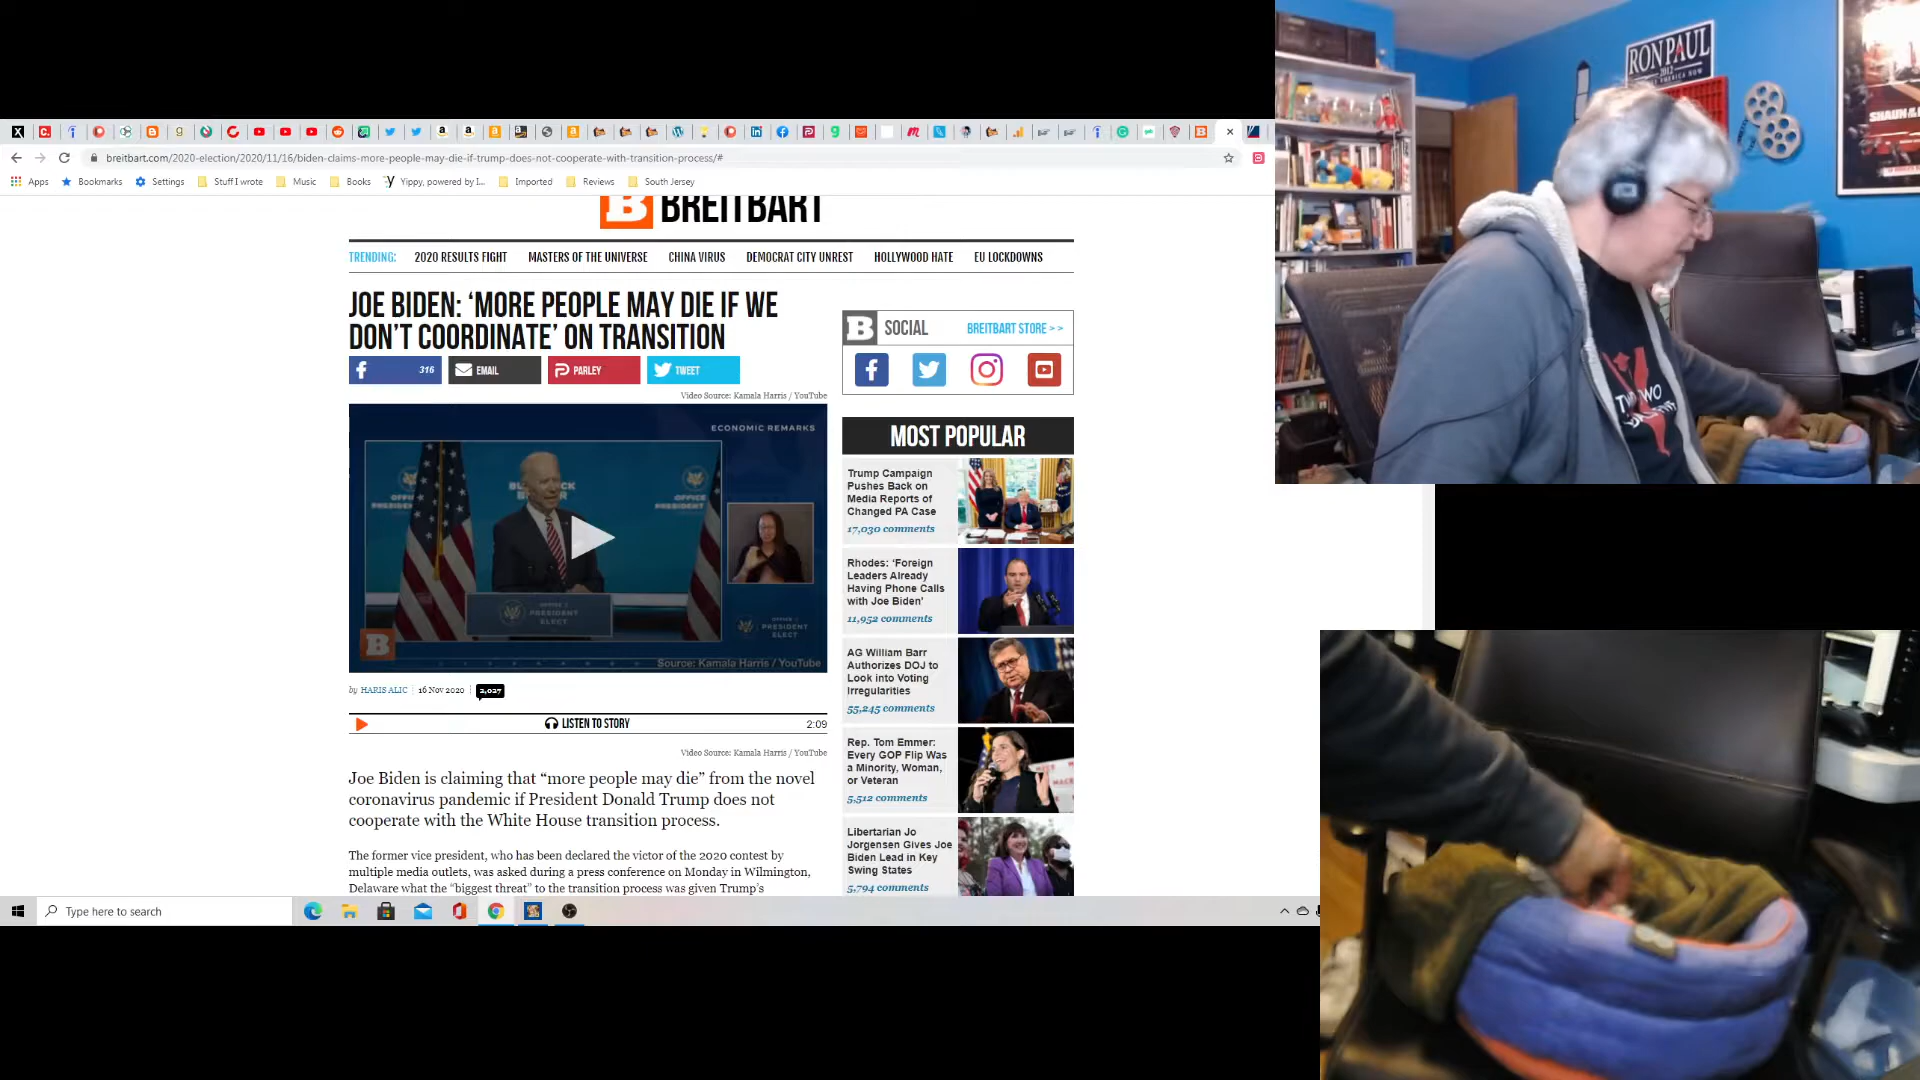 breitbart.com/2020-election/2020/11/16/biden-claims-more-people-may-die-if-trump-does-not-cooperate-with-transition-process/#
Apps Bookmarks Settings Stuff I wrote Music Books Yippy, powered by I... Imported Reviews South Jersey
BREITBART
TRENDING: 2020 RESULTS FIGHT MASTERS OF THE UNIVERSE CHINA VIRUS DEMOCRAT CITY UNREST HOLLYWOOD HATE EU LOCKDOWNS
JOE BIDEN: ‘MORE PEOPLE MAY DIE IF WE
DON’T COORDINATE’ ON TRANSITION
316 EMAIL PARLEY TWEET
Video Source: Kamala Harris / YouTube
ECONOMIC REMARKS
OFFICE of
PRESIDENT
ELECT
PRESIDENT
ELECT
Source: Kamala Harris / YouTube
by HARIS ALIC 16 Nov 2020 2,027
LISTEN TO STORY 2:09
Video Source: Kamala Harris / YouTube
Joe Biden is claiming that “more people may die” from the novel
coronavirus pandemic if President Donald Trump does not
cooperate with the White House transition process.
The former vice president, who has been declared the victor of the 2020 contest by
multiple media outlets, was asked during a press conference on Monday in Wilmington,
Delaware what the “biggest threat” to the transition process was given Trump’s
B SOCIAL BREITBART STORE > >
MOST POPULAR
Trump Campaign
Pushes Back on
Media Reports of
Changed PA Case
17,030 comments
Rhodes: ‘Foreign
Leaders Already
Having Phone Calls
with Joe Biden’
11,952 comments
AG William Barr
Authorizes DOJ to
Look into Voting
Irregularities
55,245 comments
Rep. Tom Emmer:
Every GOP Flip Was
a Minority, Woman,
or Veteran
5,512 comments
Libertarian Jo
Jorgensen Gives Joe
Biden Lead in Key
Swing States
5,794 comments
Type here to search
RON PAUL
2012